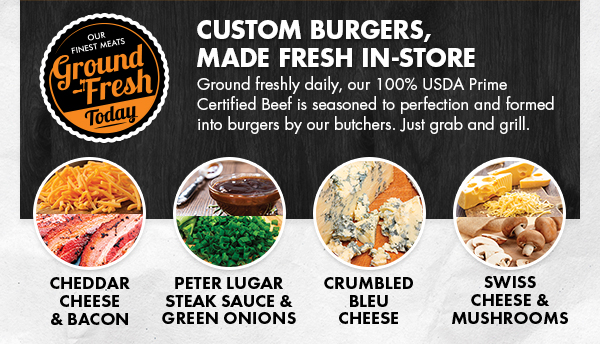 OUR
FINEST MEATS
Ground
n'
Fresh
Today
CUSTOM BURGERS,
MADE FRESH IN-STORE
Ground freshly daily, our 100% USDA Prime
Certified Beef is seasoned to perfection and formed
into burgers by our butchers. Just grab and grill.
CHEDDAR
CHEESE
& BACON
PETER LUGAR
STEAK SAUCE &
GREEN ONIONS
CRUMBLED
BLEU
CHEESE
SWISS
CHEESE &
MUSHROOMS